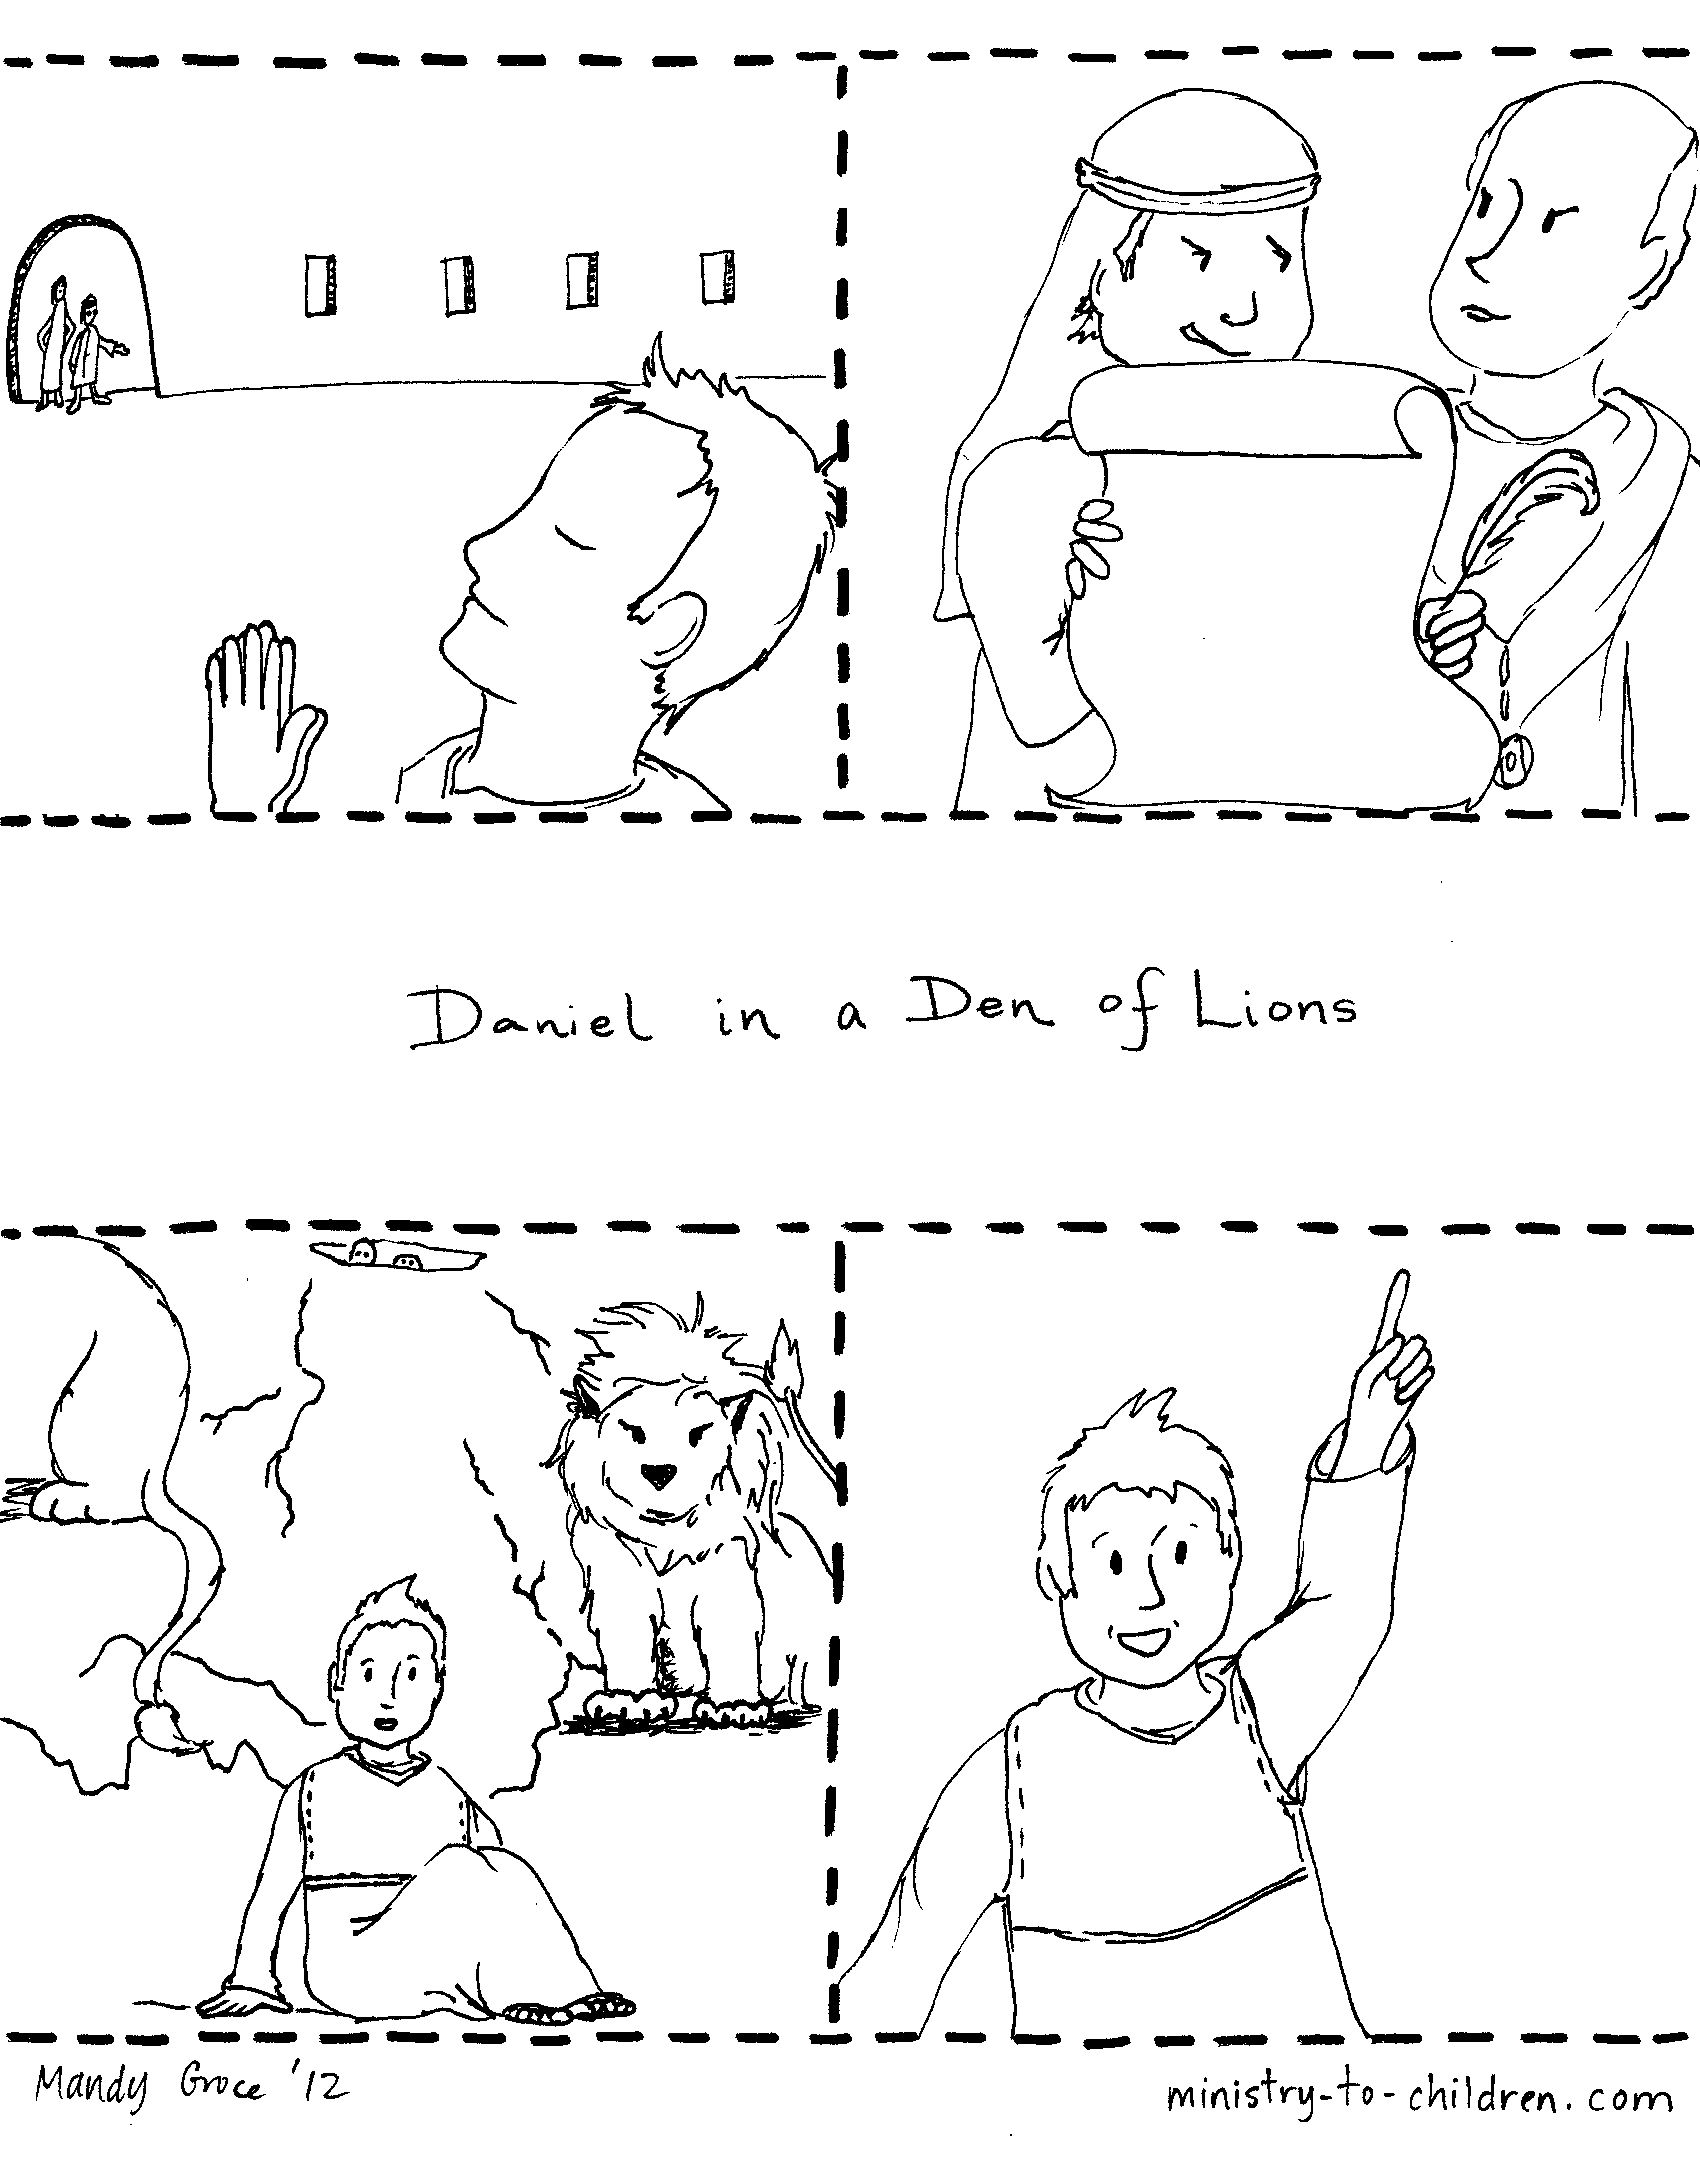 Daniel in a Den of Lions
Mandy Groce '12
ministry-to-children.com